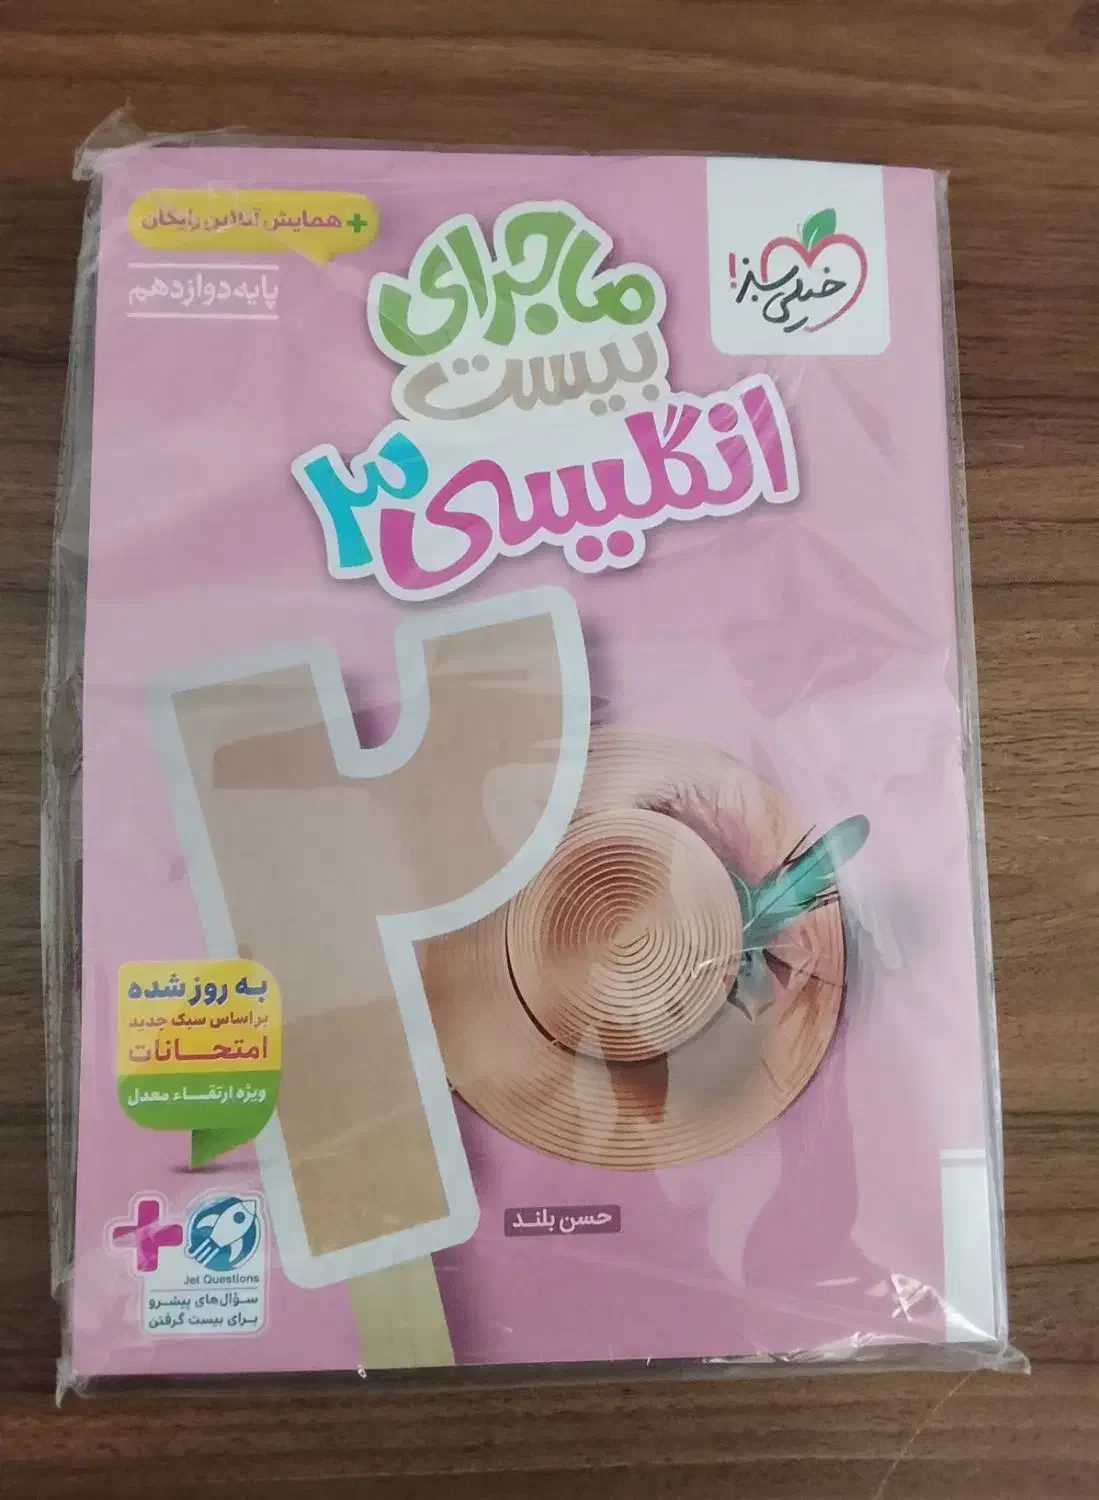 خیلی سبز!
+ همایش آنلاین رایگان
پایه دوازدهم
ماجرای
بیست
انگلیسی ۳
۲۰
به روز شده
براساس سبک جدید
امتحانات
ویژه ارتقاء معدل
حسن بلند
Jet Questions
سؤال‌های پیشرو
برای بیست گرفتن